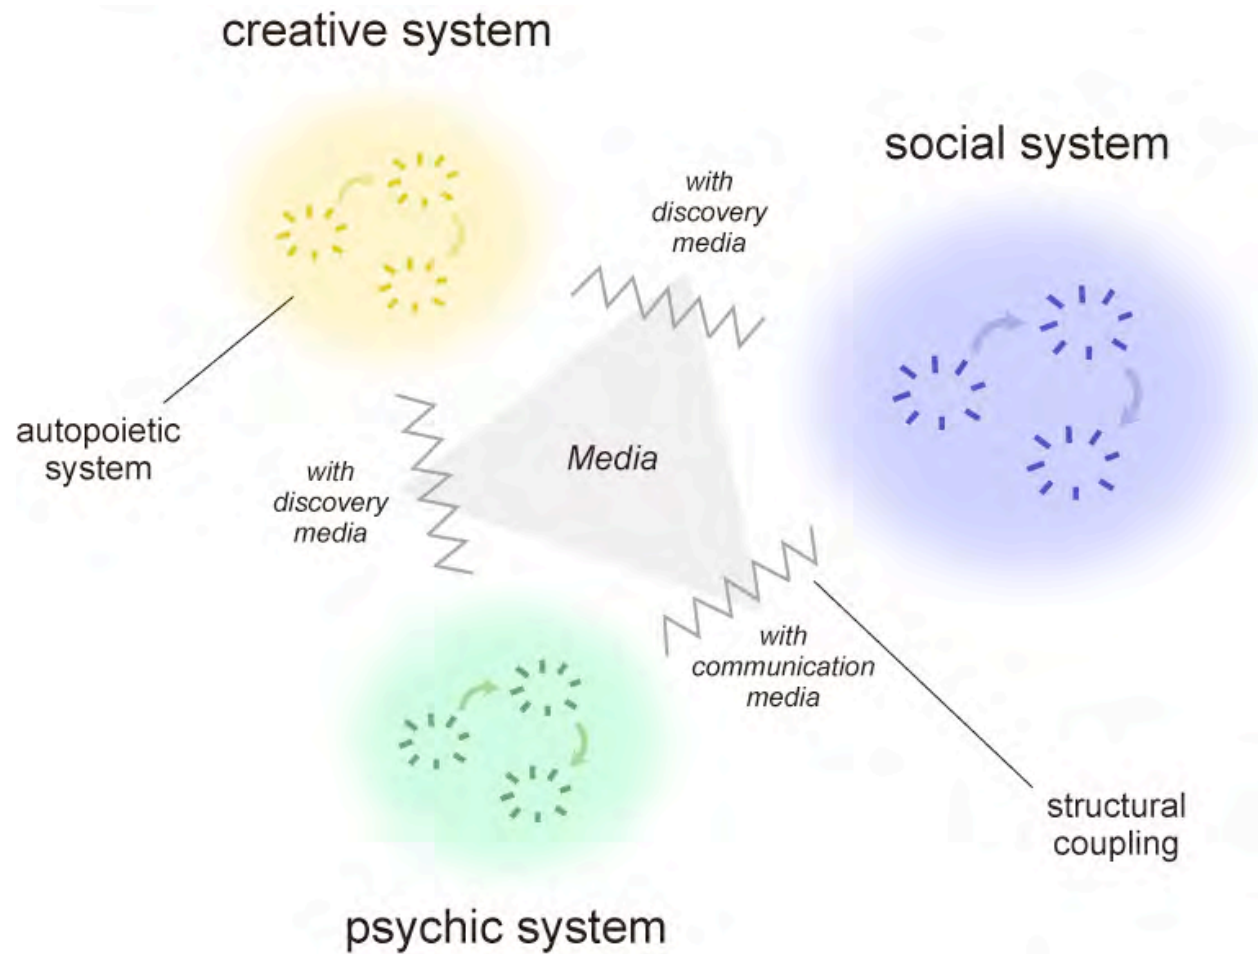 creative system
social system
with
discovery
media
autopoietic
system
Media
with
discovery
media
with
communication
media
structural
coupling
psychic system